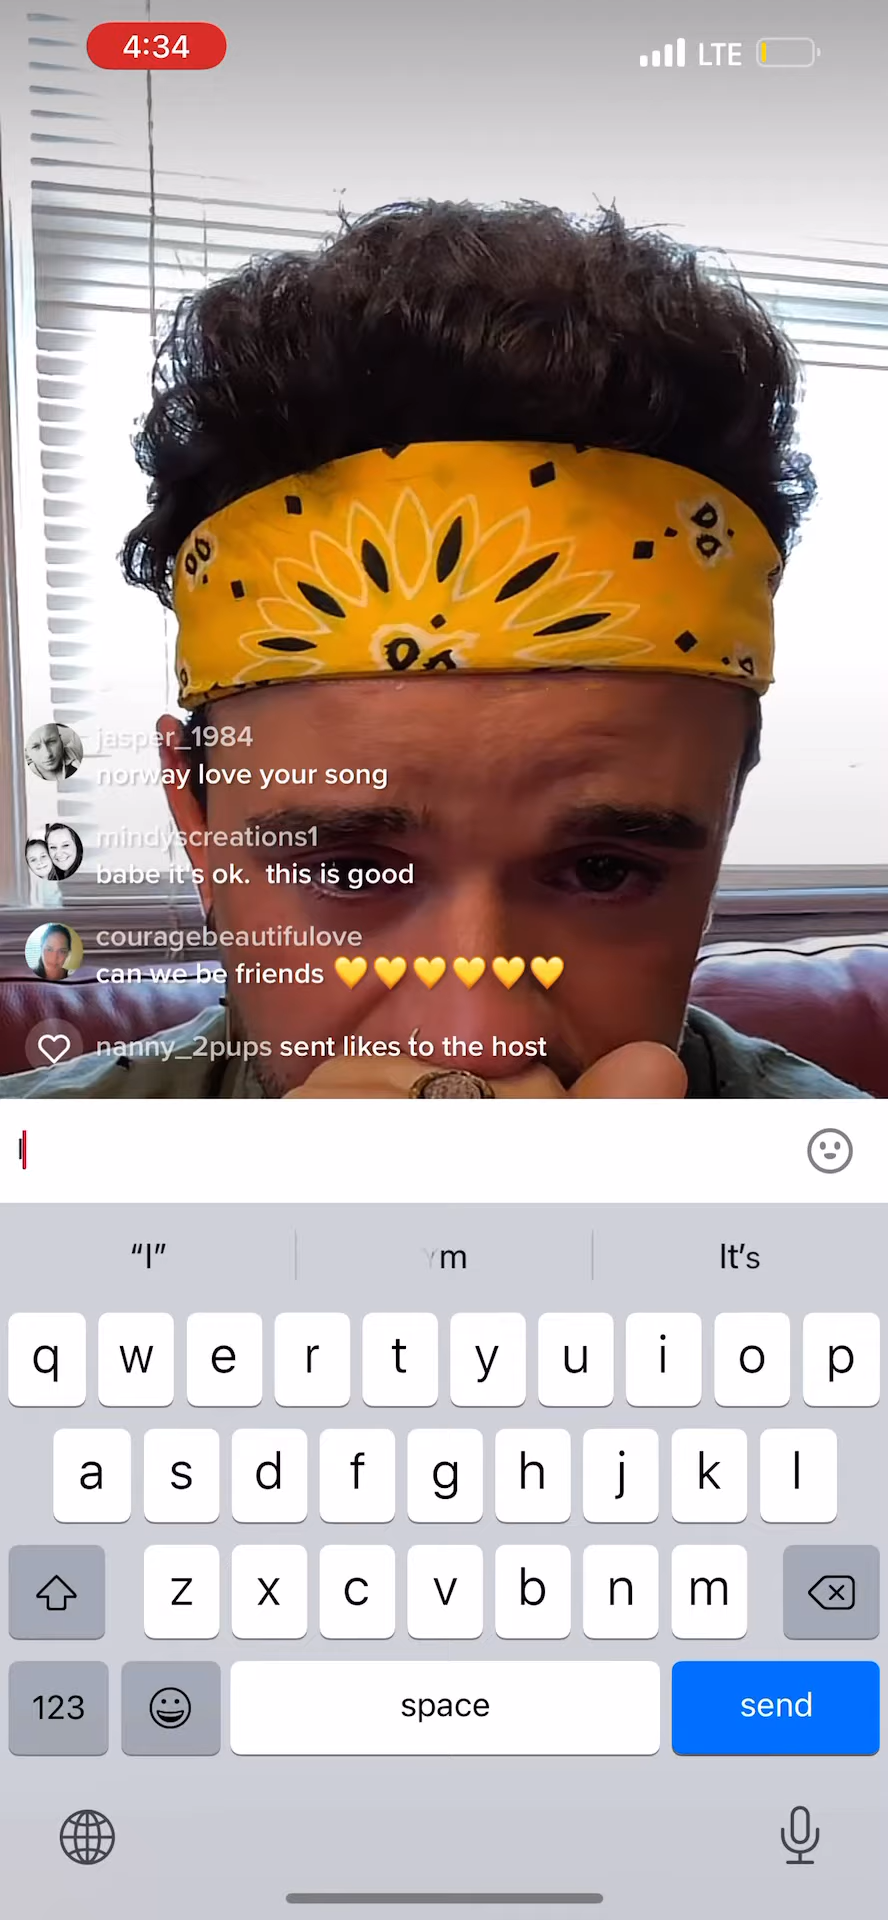 4:34
LTE
jasper_1984
norway love your song
mindyscreations1
babe it's ok. this is good
couragebeautifulove
can we be friends 💛💛💛💛💛💛
nanny_2pups sent likes to the host
I
“I” m It's
q w e r t y u i o p
a s d f g h j k l
z x c v b n m
123 space send